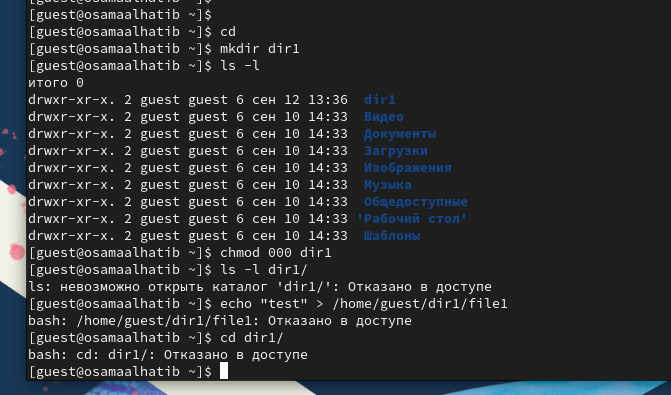 [guest@osamaalhatib ~]$
[guest@osamaalhatib ~]$
[guest@osamaalhatib ~]$ cd
[guest@osamaalhatib ~]$ mkdir dir1
[guest@osamaalhatib ~]$ ls -l
итого 0
drwxr-xr-x. 2 guest guest 6 сен 12 13:36  dir1
drwxr-xr-x. 2 guest guest 6 сен 10 14:33  Видео
drwxr-xr-x. 2 guest guest 6 сен 10 14:33  Документы
drwxr-xr-x. 2 guest guest 6 сен 10 14:33  Загрузки
drwxr-xr-x. 2 guest guest 6 сен 10 14:33  Изображения
drwxr-xr-x. 2 guest guest 6 сен 10 14:33  Музыка
drwxr-xr-x. 2 guest guest 6 сен 10 14:33  Общедоступные
drwxr-xr-x. 2 guest guest 6 сен 10 14:33 'Рабочий стол'
drwxr-xr-x. 2 guest guest 6 сен 10 14:33  Шаблоны
[guest@osamaalhatib ~]$ chmod 000 dir1
[guest@osamaalhatib ~]$ ls -l dir1/
ls: невозможно открыть каталог 'dir1/': Отказано в доступе
[guest@osamaalhatib ~]$ echo "test" > /home/guest/dir1/file1
bash: /home/guest/dir1/file1: Отказано в доступе
[guest@osamaalhatib ~]$ cd dir1/
bash: cd: dir1/: Отказано в доступе
[guest@osamaalhatib ~]$